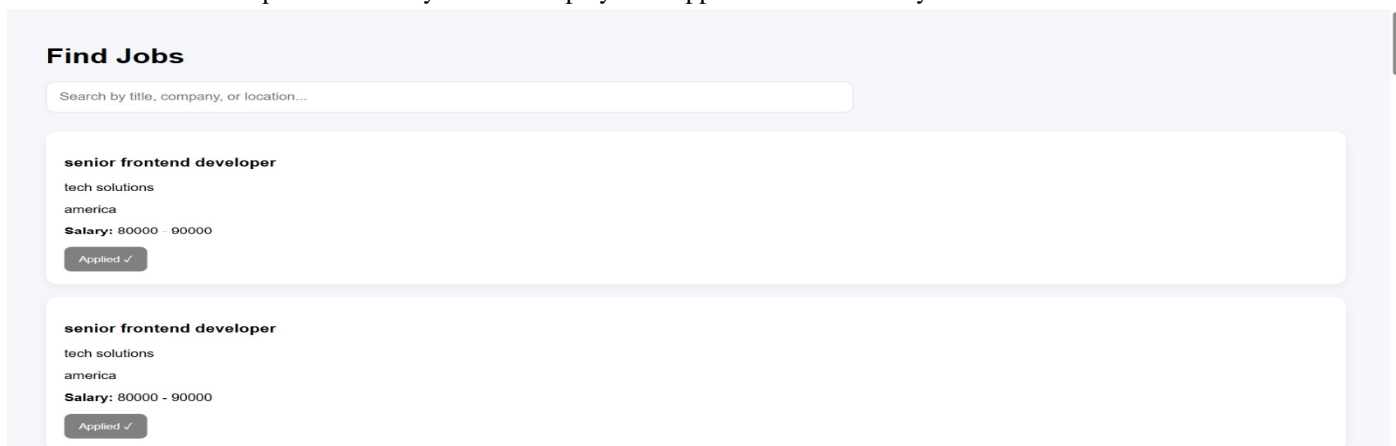 Find Jobs
Search by title, company, or location...
senior frontend developer
tech solutions
america
Salary: 80000 - 90000
Applied ✓
senior frontend developer
tech solutions
america
Salary: 80000 - 90000
Applied ✓